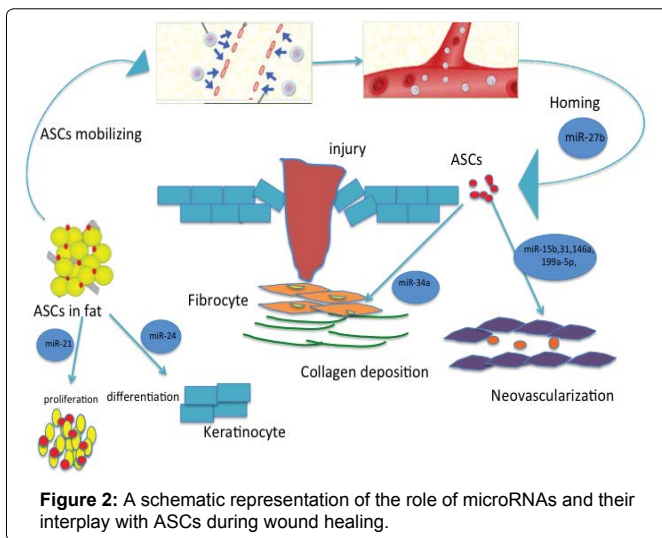 ASCs mobilizing
Homing
miR-27b
injury
ASCs
miR-15b,31,146a,
199a-5p,
ASCs in fat
Fibrocyte
miR-34a
miR-21
miR-24
Collagen deposition
Neovascularization
proliferation
differentiation
Keratinocyte
Figure 2: A schematic representation of the role of microRNAs and their
interplay with ASCs during wound healing.